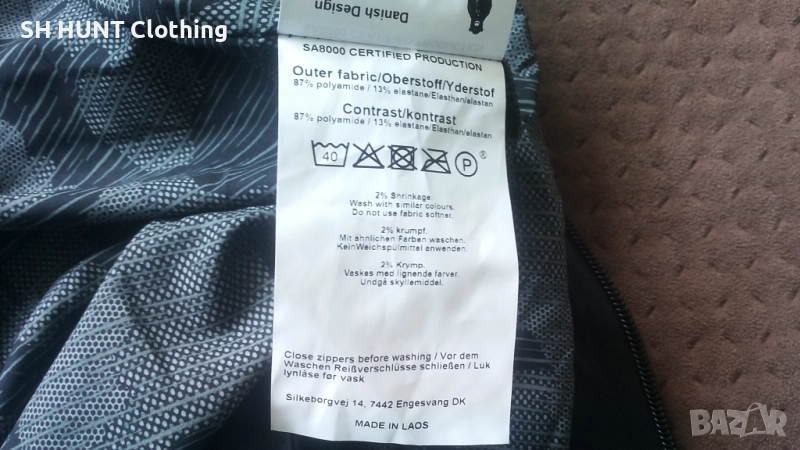 SH HUNT Clothing
Danish Design
SA8000 CERTIFIED PRODUCTION
Outer fabric/Oberstoff/Yderstof
87% polyamide / 13% elastane/Elasthan/elastan
Contrast/kontrast
87% polyamide / 13% elastane/Elasthan/elastan
40 P ®
2% Shrinkage.
Wash with similar colours.
Do not use fabric softner.
2% krumpf.
Mit ähnlichen Farben waschen.
KeinWeichspülmittel anwenden.
2% Krymp.
Vaskes med lignende farver.
Undgå skyllemiddel.
Close zippers before washing / Vor dem
Waschen Reißverschlüsse schließen / Luk
lynlåse før vask
Silkeborgvej 14, 7442 Engesvang DK
MADE IN LAOS
BAZAR